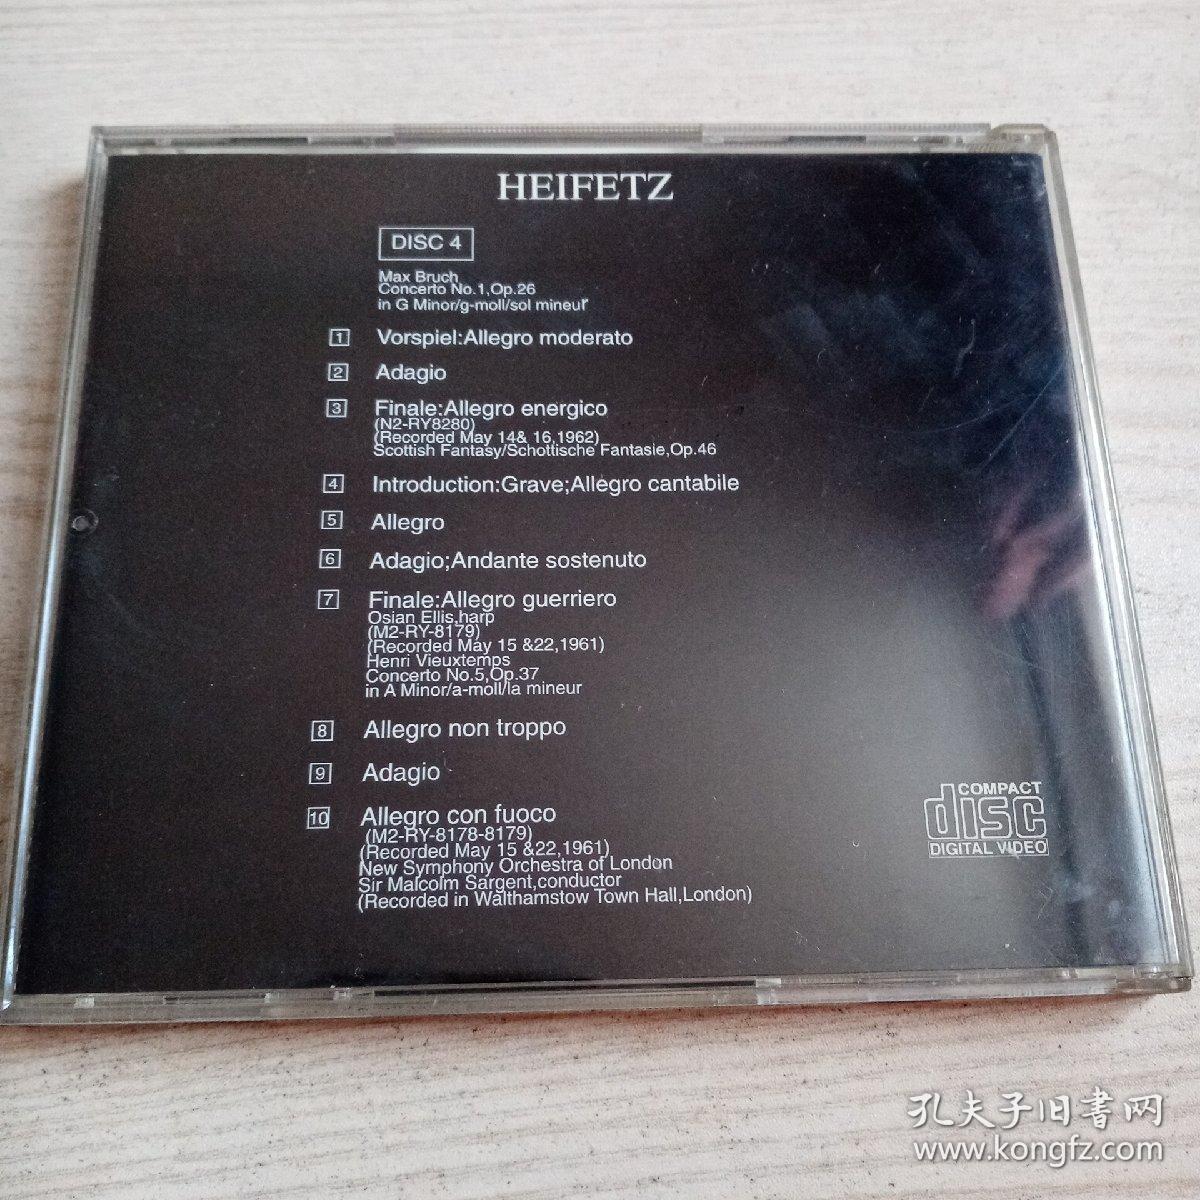 HEIFETZ
DISC 4
Max Bruch
Concerto No.1,Op.26
in G Minor/g-moll/sol mineur
1 Vorspiel:Allegro moderato
2 Adagio
3 Finale:Allegro energico
(N2-RY8280)
(Recorded May 14& 16,1962)
Scottish Fantasy/Schottische Fantasie,Op.46
4 Introduction:Grave;Allegro cantabile
5 Allegro
6 Adagio;Andante sostenuto
7 Finale:Allegro guerriero
Osian Ellis,harp
(M2-RY-8179)
(Recorded May 15 &22,1961)
Henri Vieuxtemps
Concerto No.5,Op.37
in A Minor/a-moll/la mineur
8 Allegro non troppo
9 Adagio
10 Allegro con fuoco
(M2-RY-8178-8179)
(Recorded May 15 &22,1961)
New Symphony Orchestra of London
Sir Malcolm Sargent,conductor
(Recorded in Walthamstow Town Hall,London)
COMPACT
disc
DIGITAL VIDEO
孔夫子旧书网
www.kongfz.com